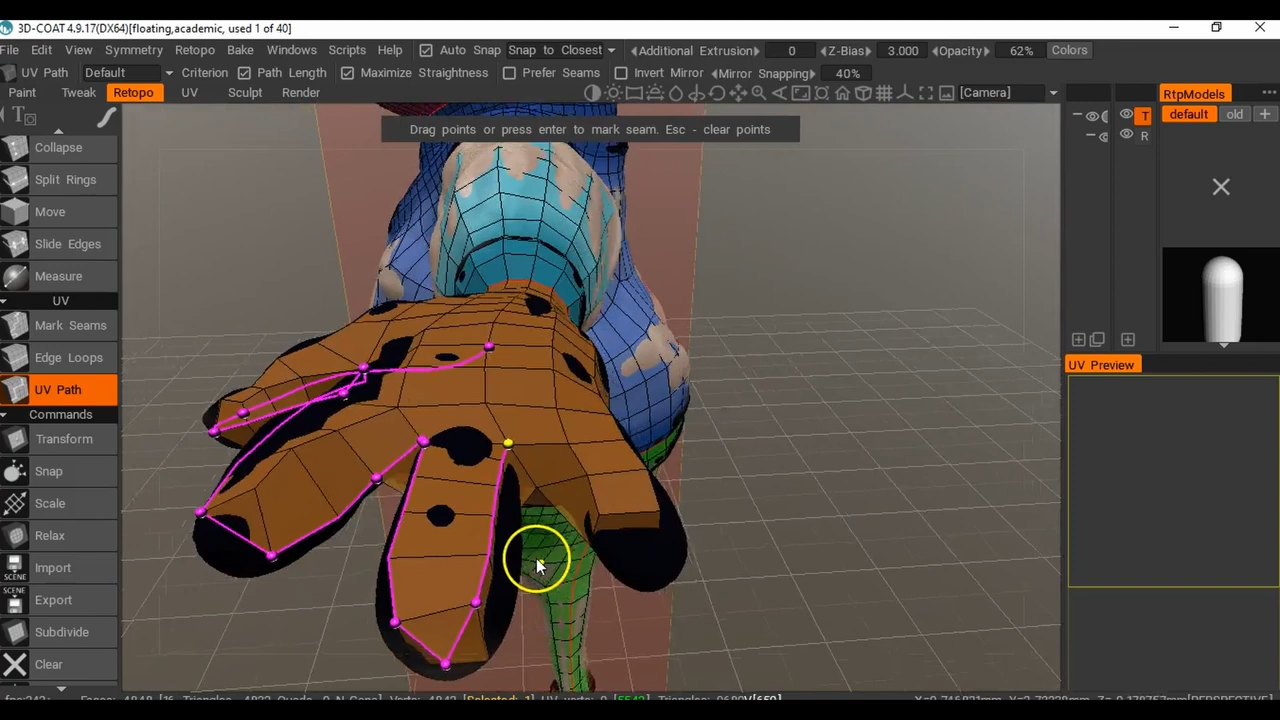 3D-COAT 4.9.17(DX64)[floating,academic, used 1 of 40]
File Edit View Symmetry Retopo Bake Windows Scripts Help Auto Snap Snap to Closest Additional Extrusion 0 Z-Bias 3.000 Opacity 62% Colors
UV Path Default Criterion Path Length Maximize Straightness Prefer Seams Invert Mirror Mirror Snapping 40%
Paint Tweak Retopo UV Sculpt Render [Camera] RtpModels
default old +
T
R
Drag points or press enter to mark seam. Esc - clear points
Collapse
Split Rings
Move
Slide Edges
Measure
UV
Mark Seams
Edge Loops
UV Path
Commands
Transform
Snap
Scale
Relax
SCENE
Import
SCENE
Export
Subdivide
Clear
UV Preview